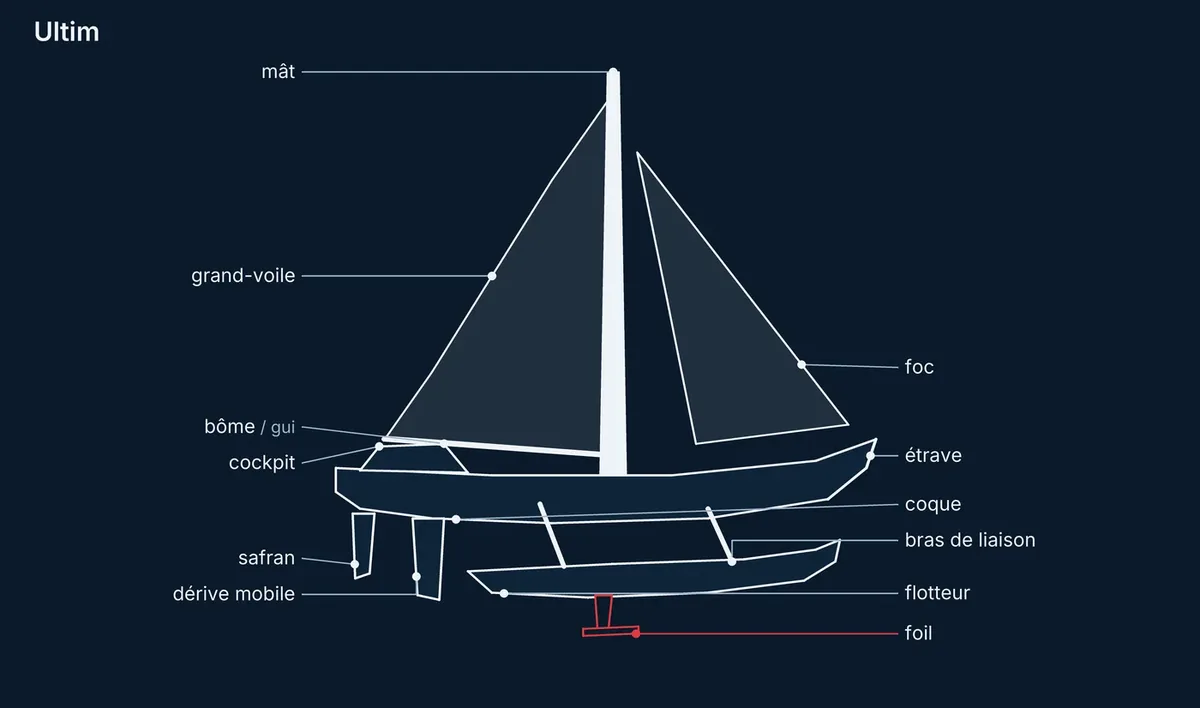 Ultim
mât
grand-voile
foc
bôme / gui
étrave
cockpit
coque
bras de liaison
safran
dérive mobile
flotteur
foil